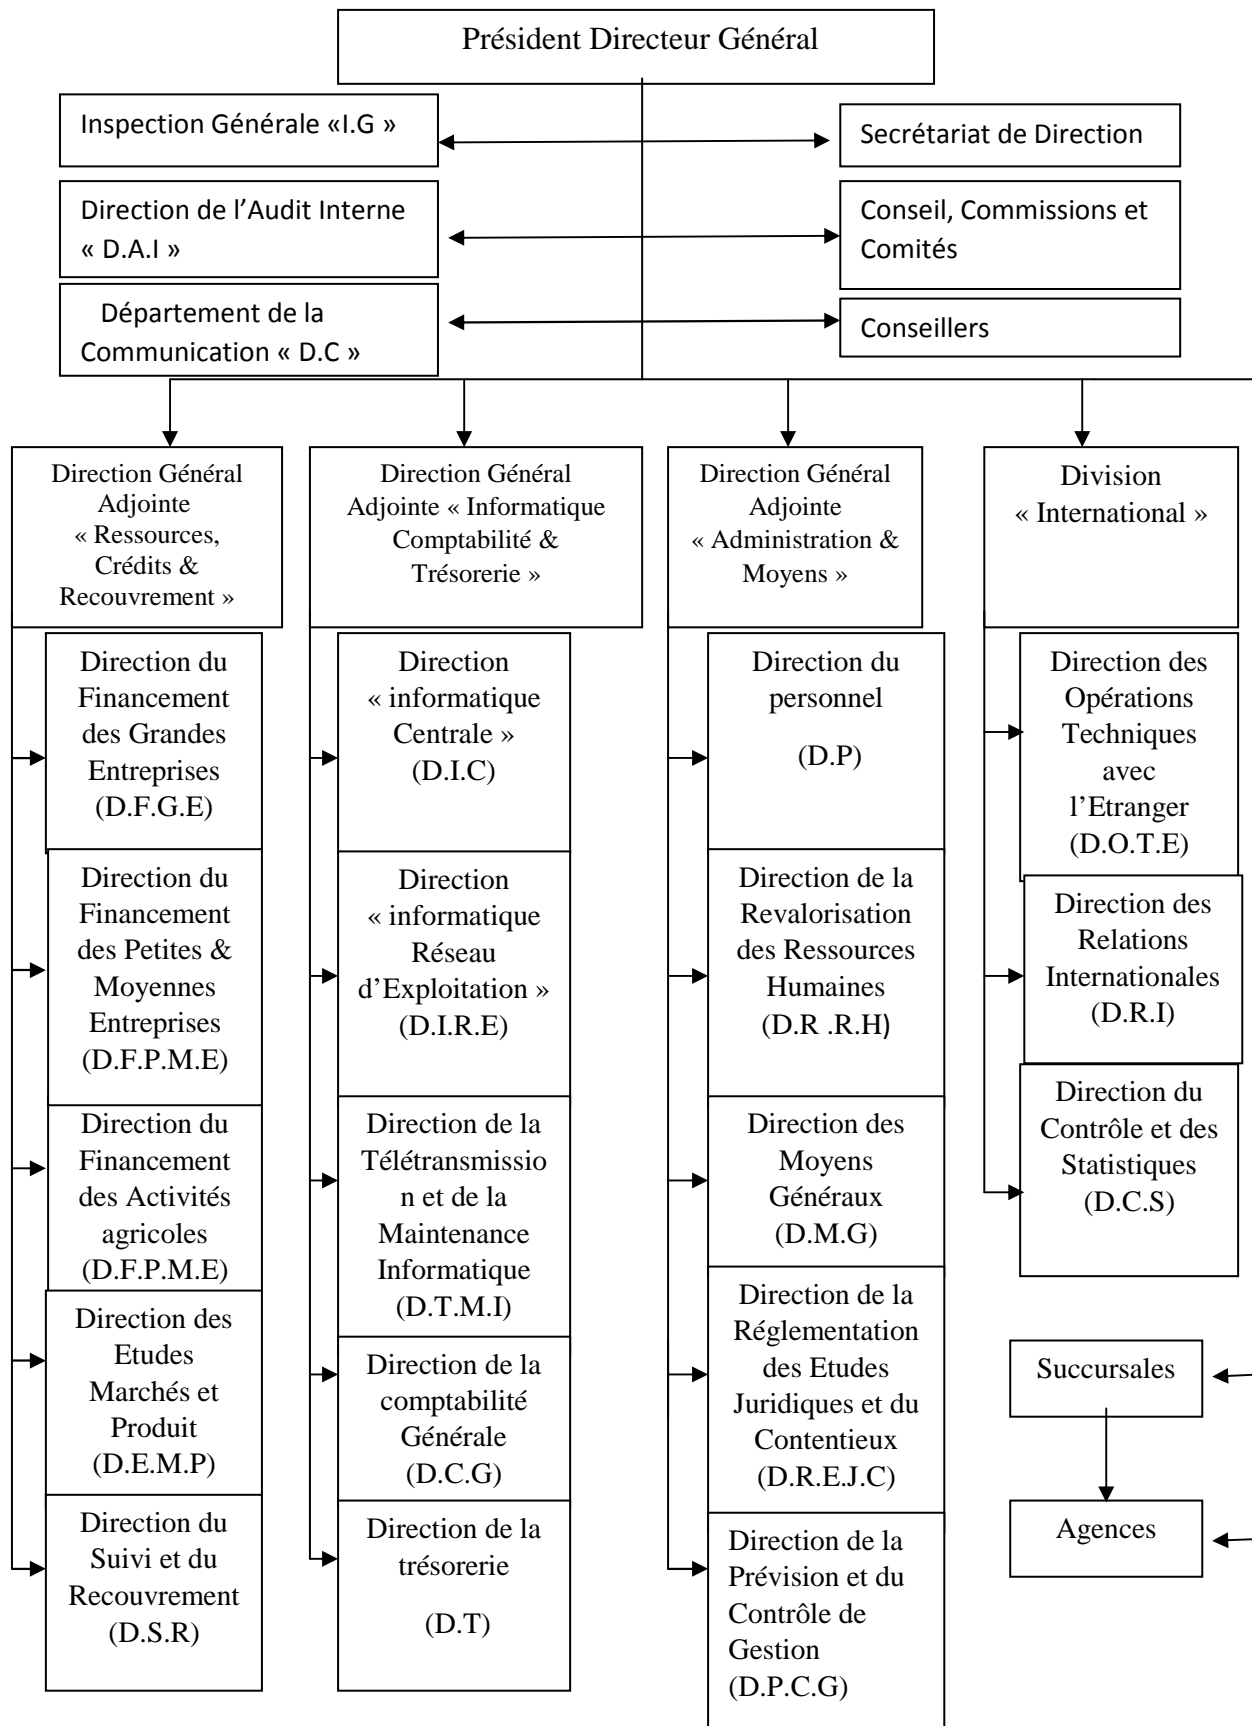 Président Directeur Général
Inspection Générale «I.G »
Secrétariat de Direction
Direction de l’Audit Interne
« D.A.I »
Conseil, Commissions et
Comités
Département de la
Communication « D.C »
Conseillers
Direction Général
Adjointe
« Ressources,
Crédits &
Recouvrement »
Direction du
Financement
des Grandes
Entreprises
(D.F.G.E)
Direction du
Financement
des Petites &
Moyennes
Entreprises
(D.F.P.M.E)
Direction du
Financement
des Activités
agricoles
(D.F.P.M.E)
Direction des
Etudes
Marchés et
Produit
(D.E.M.P)
Direction du
Suivi et du
Recouvrement
(D.S.R)
Direction Général
Adjointe « Informatique
Comptabilité &
Trésorerie »
Direction
« informatique
Centrale »
(D.I.C)
Direction
« informatique
Réseau
d’Exploitation »
(D.I.R.E)
Direction de la
Télétransmissio
n et de la
Maintenance
Informatique
(D.T.M.I)
Direction de la
comptabilité
Générale
(D.C.G)
Direction de la
trésorerie
(D.T)
Direction Général
Adjointe
« Administration &
Moyens »
Direction du
personnel
(D.P)
Direction de la
Revalorisation
des Ressources
Humaines
(D.R .R.H)
Direction des
Moyens
Généraux
(D.M.G)
Direction de la
Réglementation
des Etudes
Juridiques et du
Contentieux
(D.R.E.J.C)
Direction de la
Prévision et du
Contrôle de
Gestion
(D.P.C.G)
Division
« International »
Direction des
Opérations
Techniques
avec
l’Etranger
(D.O.T.E)
Direction des
Relations
Internationales
(D.R.I)
Direction du
Contrôle et des
Statistiques
(D.C.S)
Succursales
Agences